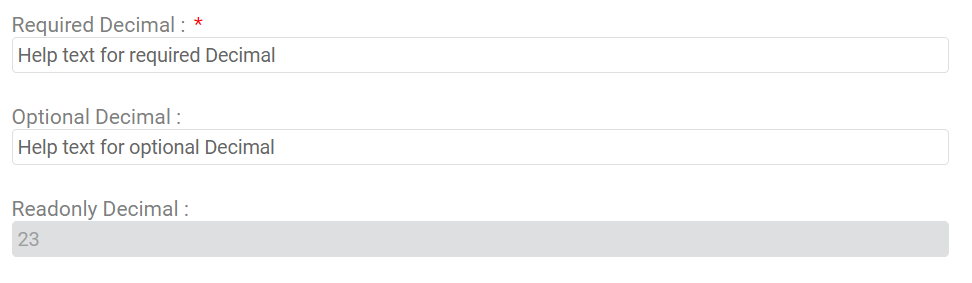 Required Decimal : *
Help text for required Decimal
Optional Decimal :
Help text for optional Decimal
Readonly Decimal :
23